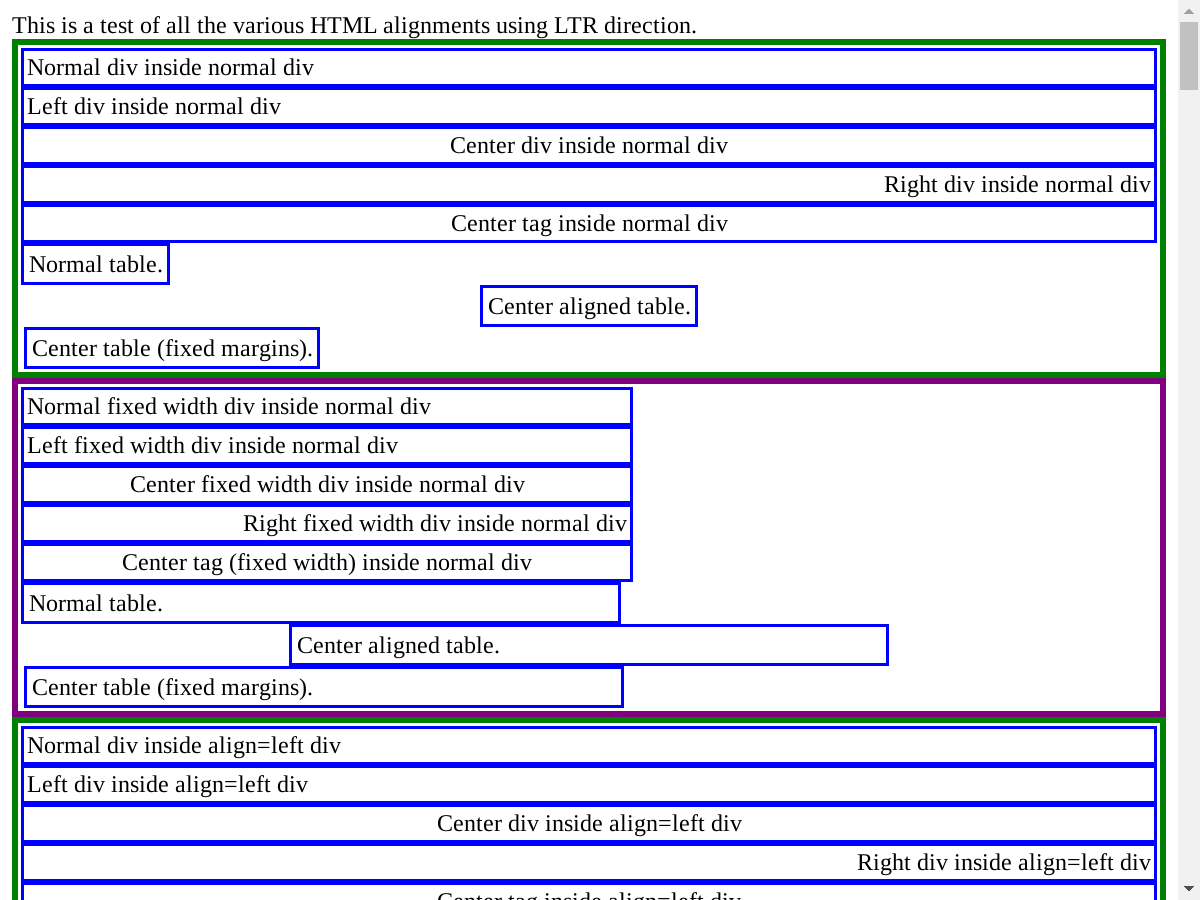 This is a test of all the various HTML alignments using LTR direction.
Normal div inside normal div
Left div inside normal div
Center div inside normal div
Right div inside normal div
Center tag inside normal div
Normal table.
Center aligned table.
Center table (fixed margins).
Normal fixed width div inside normal div
Left fixed width div inside normal div
Center fixed width div inside normal div
Right fixed width div inside normal div
Center tag (fixed width) inside normal div
Normal table.
Center aligned table.
Center table (fixed margins).
Normal div inside align=left div
Left div inside align=left div
Center div inside align=left div
Right div inside align=left div
Center tag inside align=left div